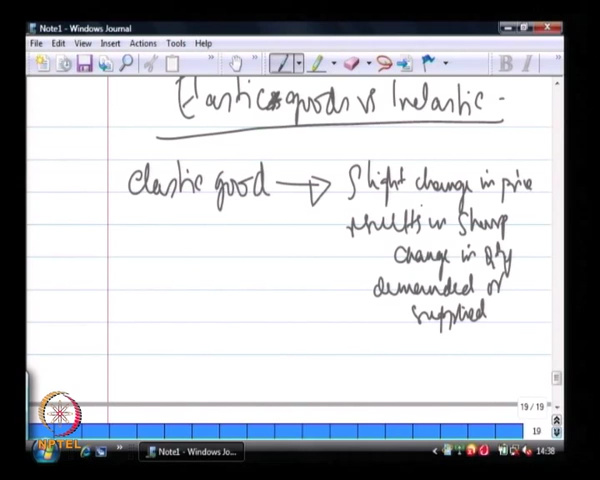 Note1 - Windows Journal
File Edit View Insert Actions Tools Help
B I
Elastic goods vs Inelastic -
elastic good → Slight change in price
results in Sharp
change in Qty
demanded or
supplied
19 / 19
19
NPTEL
Note1 - Windows Jo...
14:38